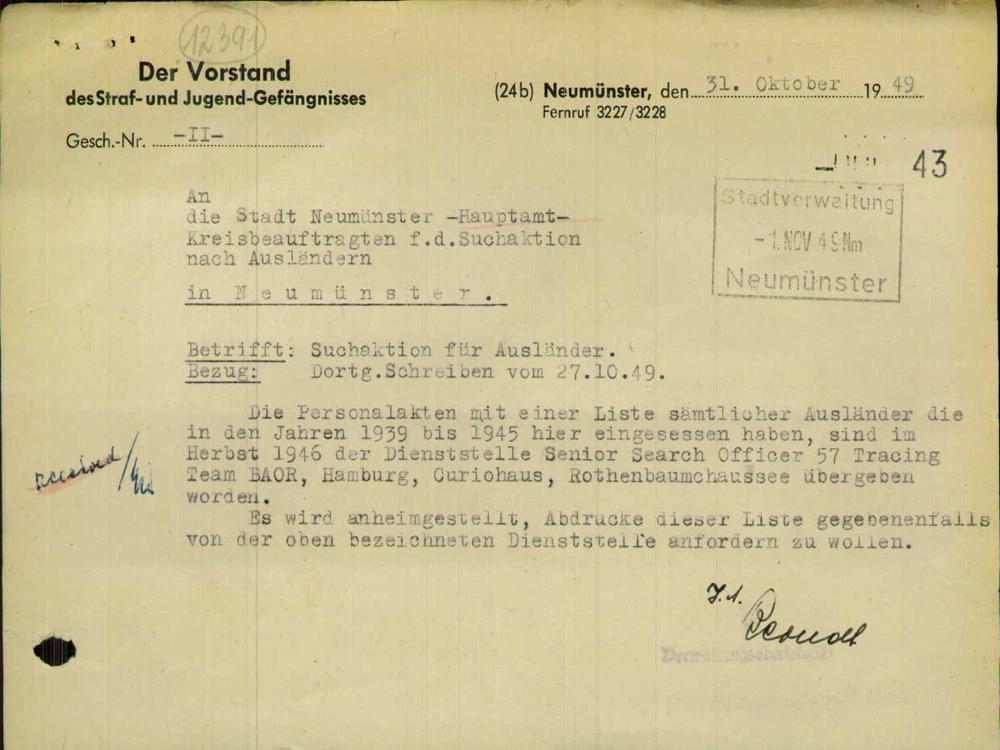 12391
Der Vorstand
des Straf- und Jugend-Gefängnisses
(24b) Neumünster, den 31. Oktober 1949
Fernruf 3227/3228
Gesch.-Nr. -II-
43
An
die Stadt Neumünster -Hauptamt-
Kreisbeauftragten f.d.Suchaktion
nach Ausländern
in Neumünster.
Stadtverwaltung
-1. NOV 49 Nm
Neumünster
Betrifft: Suchaktion für Ausländer.
Bezug: Dortg.Schreiben vom 27.10.49.
Die Personalakten mit einer Liste sämtlicher Ausländer die
in den Jahren 1939 bis 1945 hier eingesessen haben, sind im
Herbst 1946 der Dienststelle Senior Search Officer 57 Tracing
Team BAOR, Hamburg, Curiohaus, Rothenbaumchaussee übergeben
worden.
received
Es wird anheimgestellt, Abdrucke dieser Liste gegebenenfalls
von der oben bezeichneten Dienststelle anfordern zu wollen.
I.A.